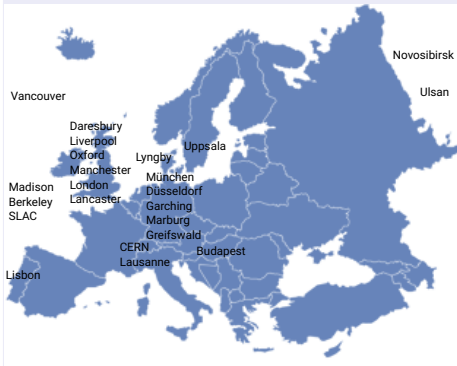 Novosibirsk
Ulsan
Vancouver
Daresbury
Liverpool
Oxford
Manchester
London
Lancaster
Lyngby
Uppsala
München
Düsseldorf
Garching
Marburg
Greifswald
Madison
Berkeley
SLAC
CERN
Lausanne
Budapest
Lisbon